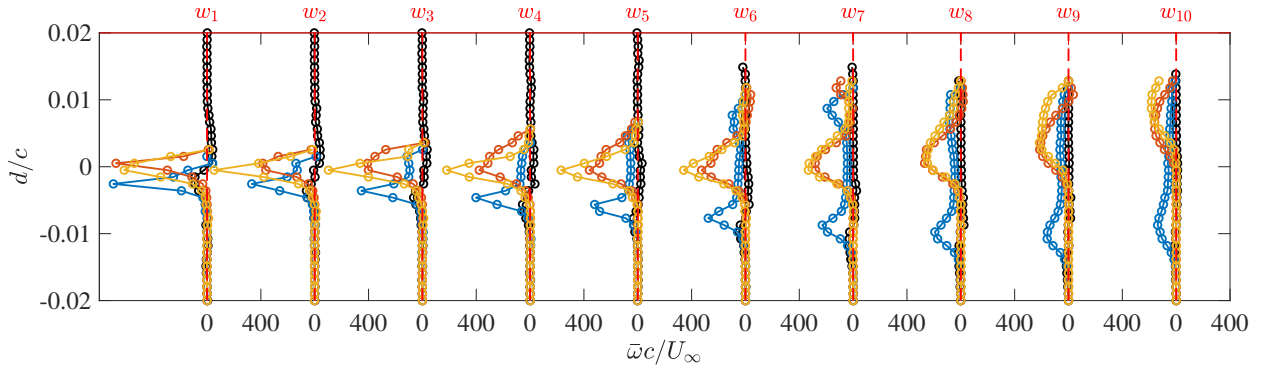 w₁ w₂ w₃ w₄ w₅ w₆ w₇ w₈ w₉ w₁₀
0.02
0.01
0
-0.01
-0.02
d/c
0 400 0 400 0 400 0 400 0 400 0 400 0 400 0 400 0 400 0 400
ω̄c/U∞